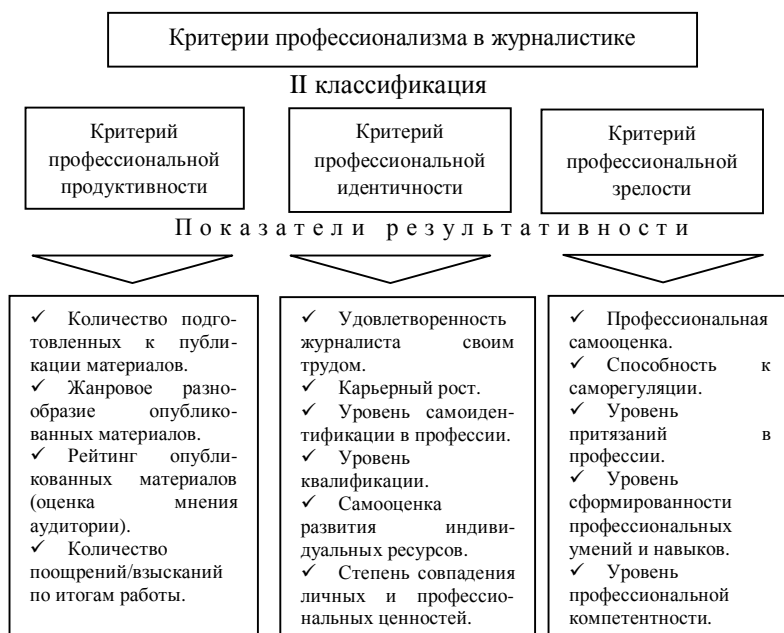 Критерии профессионализма в журналистике
II классификация
Критерий
профессиональной
продуктивности
Критерий
профессиональной
идентичности
Критерий
профессиональной
зрелости
Показатели результативности
✓ Количество подго-
товленных к публи-
кации материалов.
✓ Жанровое разно-
образие опублико-
ванных материалов.
✓ Рейтинг опубли-
кованных материалов
(оценка мнения
аудитории).
✓ Количество
поощрений/взысканий
по итогам работы.
✓ Удовлетворенность
журналиста своим
трудом.
✓ Карьерный рост.
✓ Уровень самоиден-
тификации в профессии.
✓ Уровень
квалификации.
✓ Самооценка
развития индиви-
дуальных ресурсов.
✓ Степень совпадения
личных и профессио-
нальных ценностей.
✓ Профессиональная
самооценка.
✓ Способность к
саморегуляции.
✓ Уровень
притязаний в
профессии.
✓ Уровень
сформированности
профессиональных
умений и навыков.
✓ Уровень
профессиональной
компетентности.